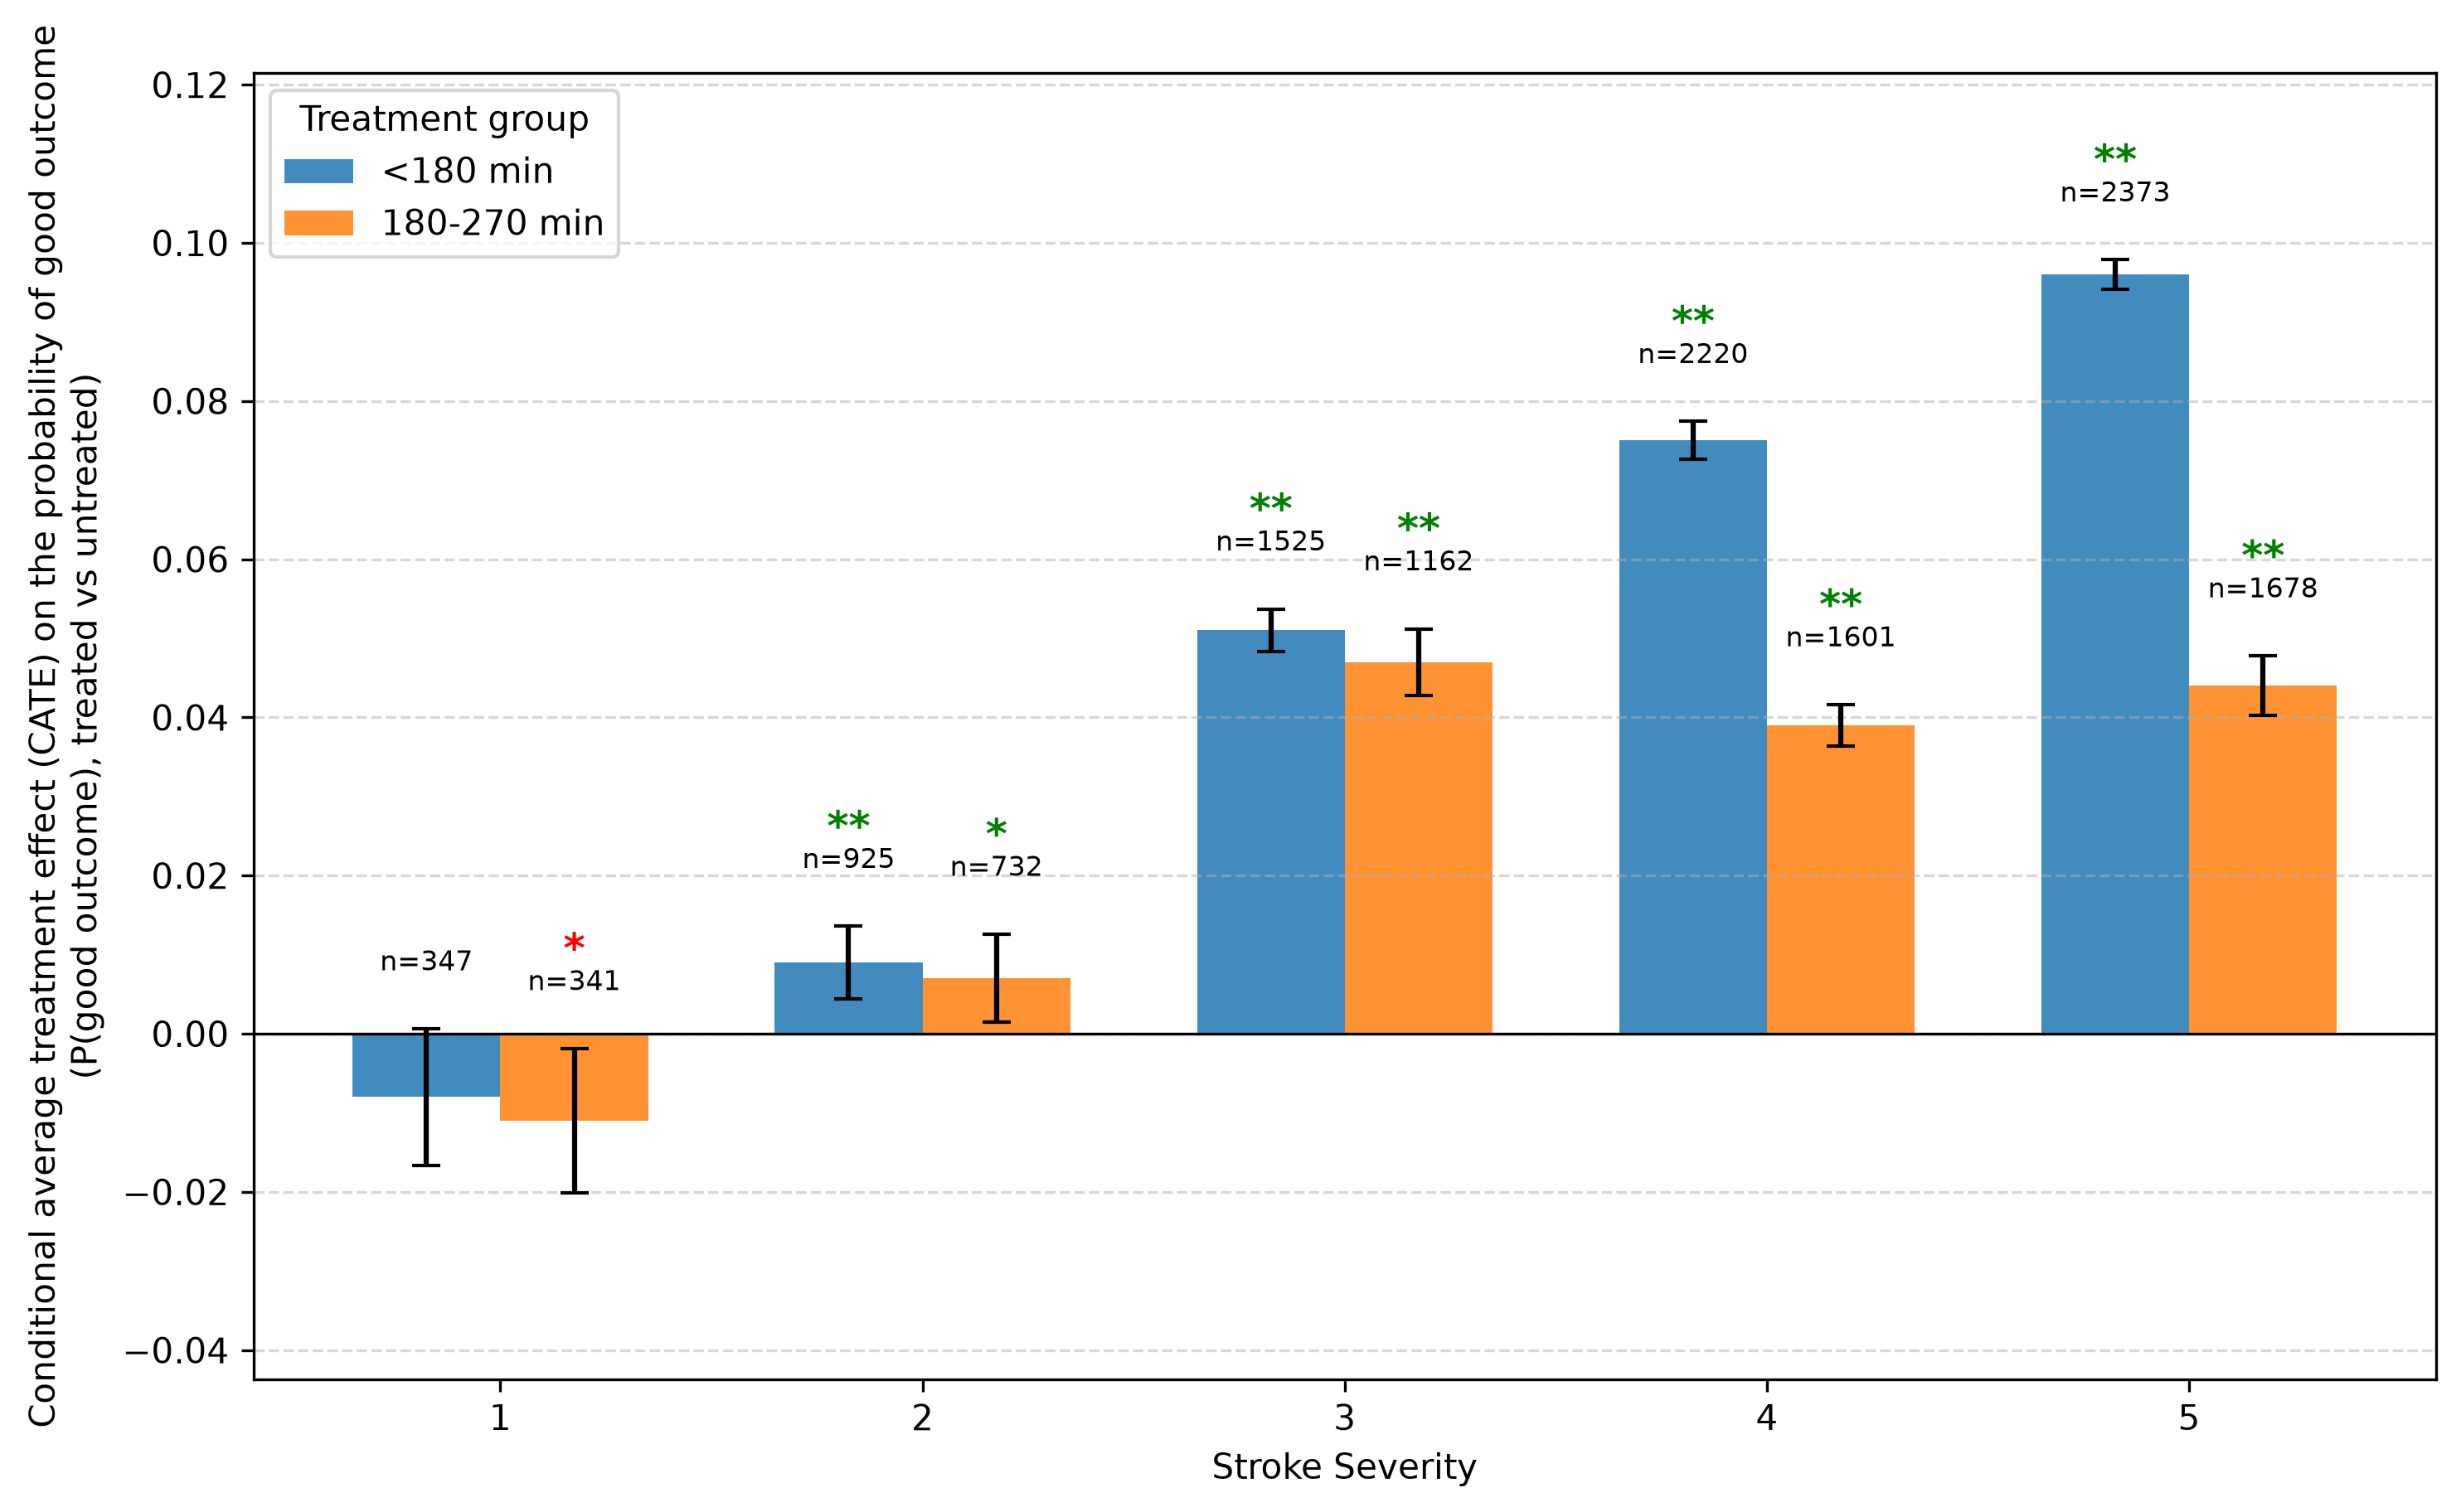 Conditional average treatment effect (CATE) on the probability of good outcome
(P(good outcome), treated vs untreated)
0.12
0.10
0.08
0.06
0.04
0.02
0.00
−0.02
−0.04
Treatment group
<180 min
180-270 min
n=347
*
n=341
**
n=925
*
n=732
**
n=1525
**
n=1162
**
n=2220
**
n=1601
**
n=2373
**
n=1678
1
2
3
4
5
Stroke Severity